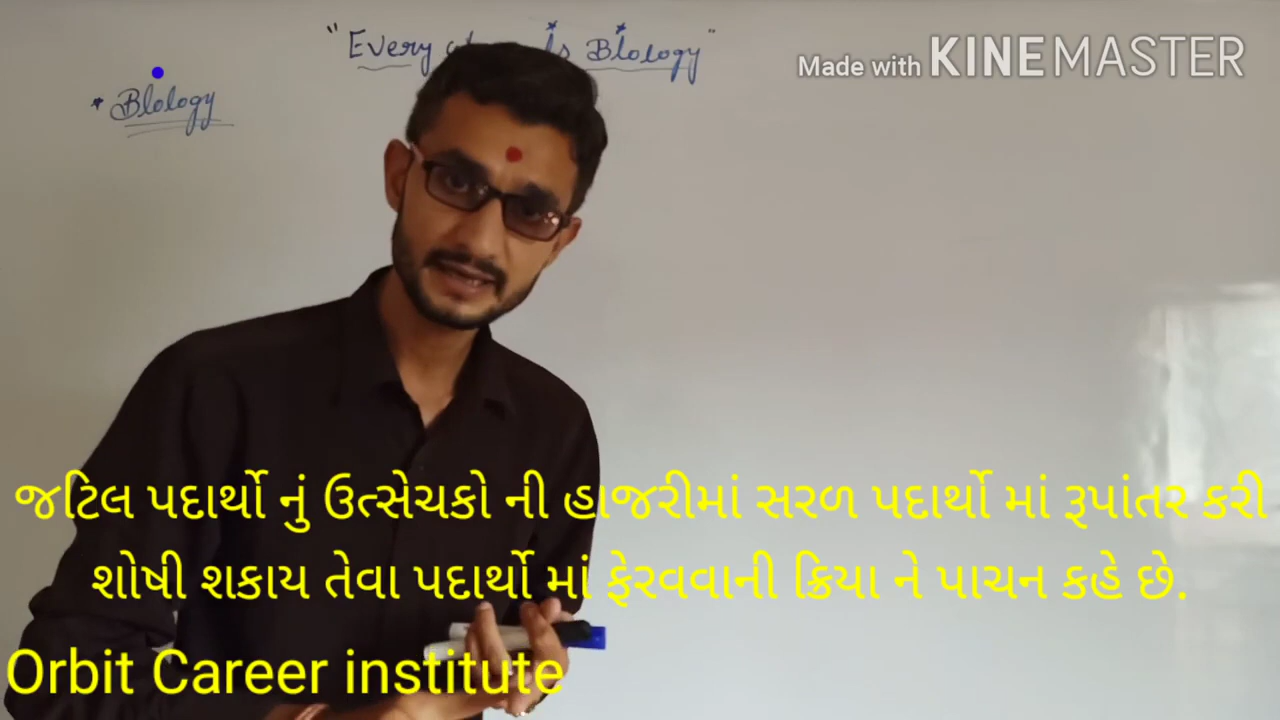 "Every is Biology"
Made with KINEMASTER
* Biology
જટિલ પદાર્થો નું ઉત્સેચકો ની હાજરીમાં સરળ પદાર્થો માં રૂપાંતર કરી
શોષી શકાય તેવા પદાર્થો માં ફેરવવાની ક્રિયા ને પાચન કહે છે.
Orbit Career institute